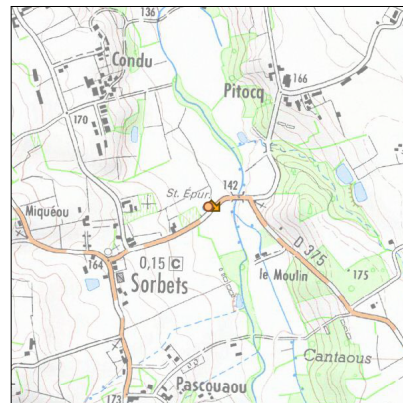 136
Condu
Pitocq
166
170
St. Épur.
142
Miquéou
D 375
164
0,15 C
Sorbets
le Moulin
175
Cantaous
Pascouaou
173